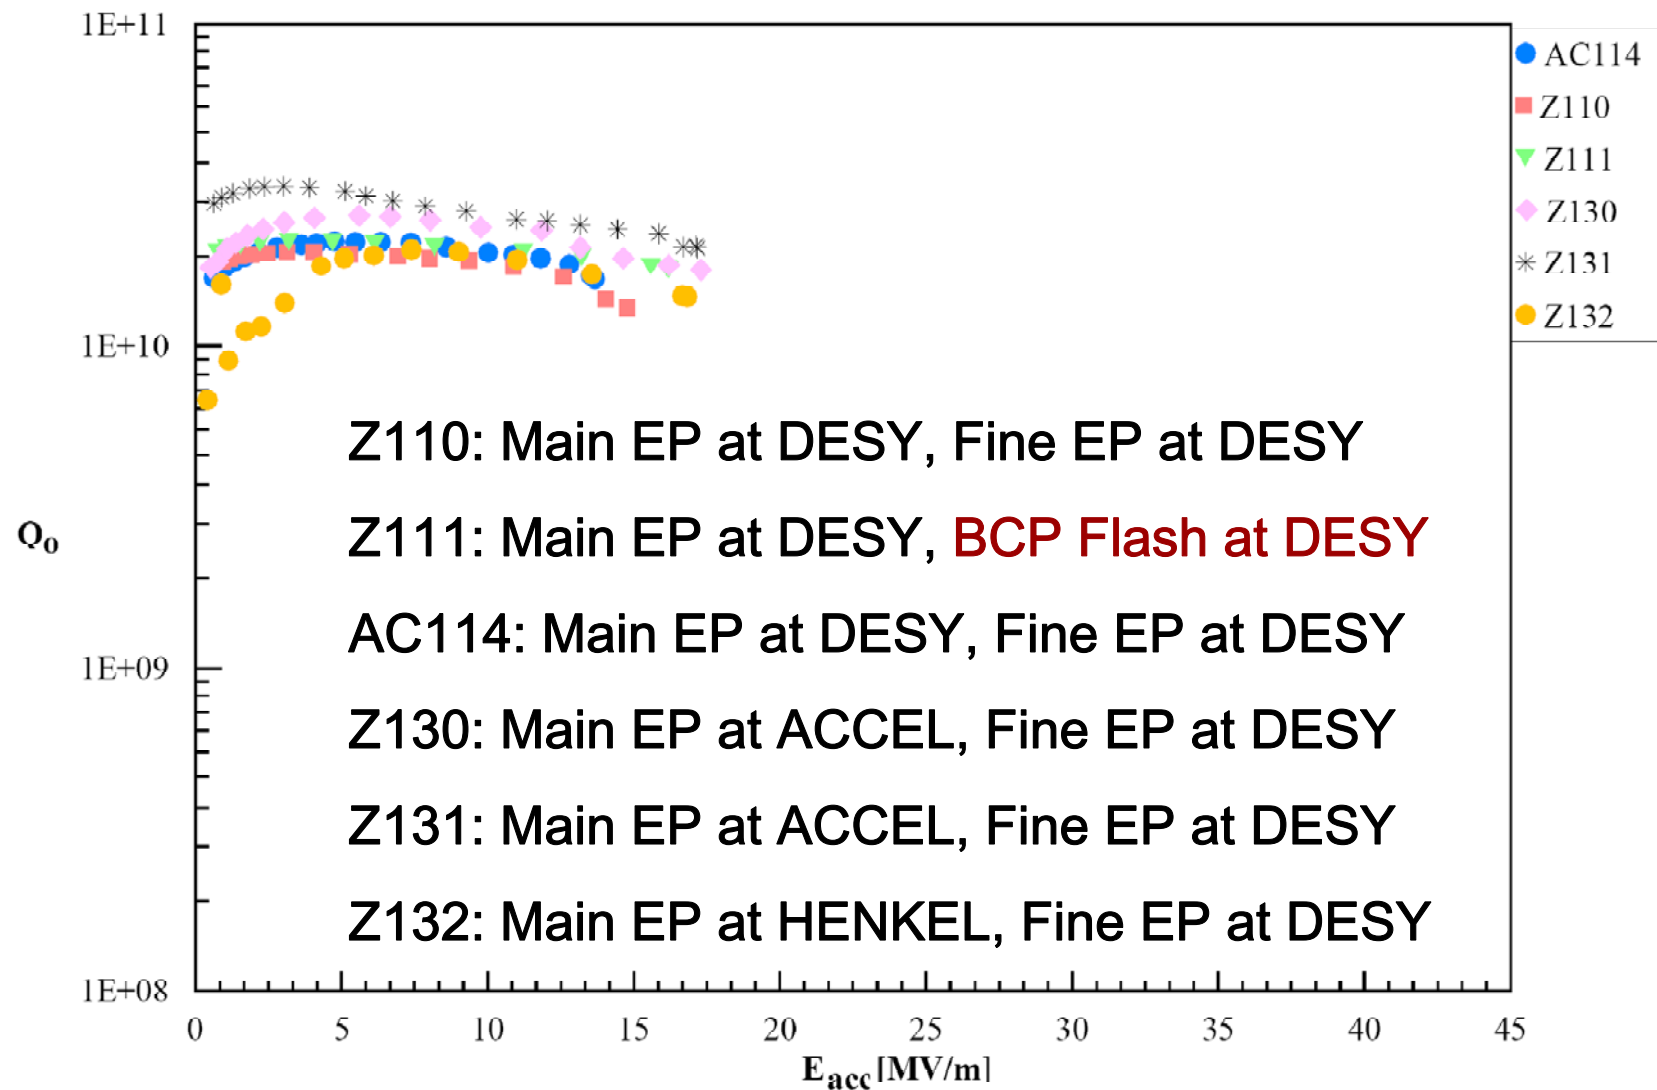 1E+11
1E+10
1E+09
1E+08
Q₀
0 5 10 15 20 25 30 35 40 45
E_acc [MV/m]
AC114
Z110
Z111
Z130
Z131
Z132
Z110: Main EP at DESY, Fine EP at DESY
Z111: Main EP at DESY, BCP Flash at DESY
AC114: Main EP at DESY, Fine EP at DESY
Z130: Main EP at ACCEL, Fine EP at DESY
Z131: Main EP at ACCEL, Fine EP at DESY
Z132: Main EP at HENKEL, Fine EP at DESY